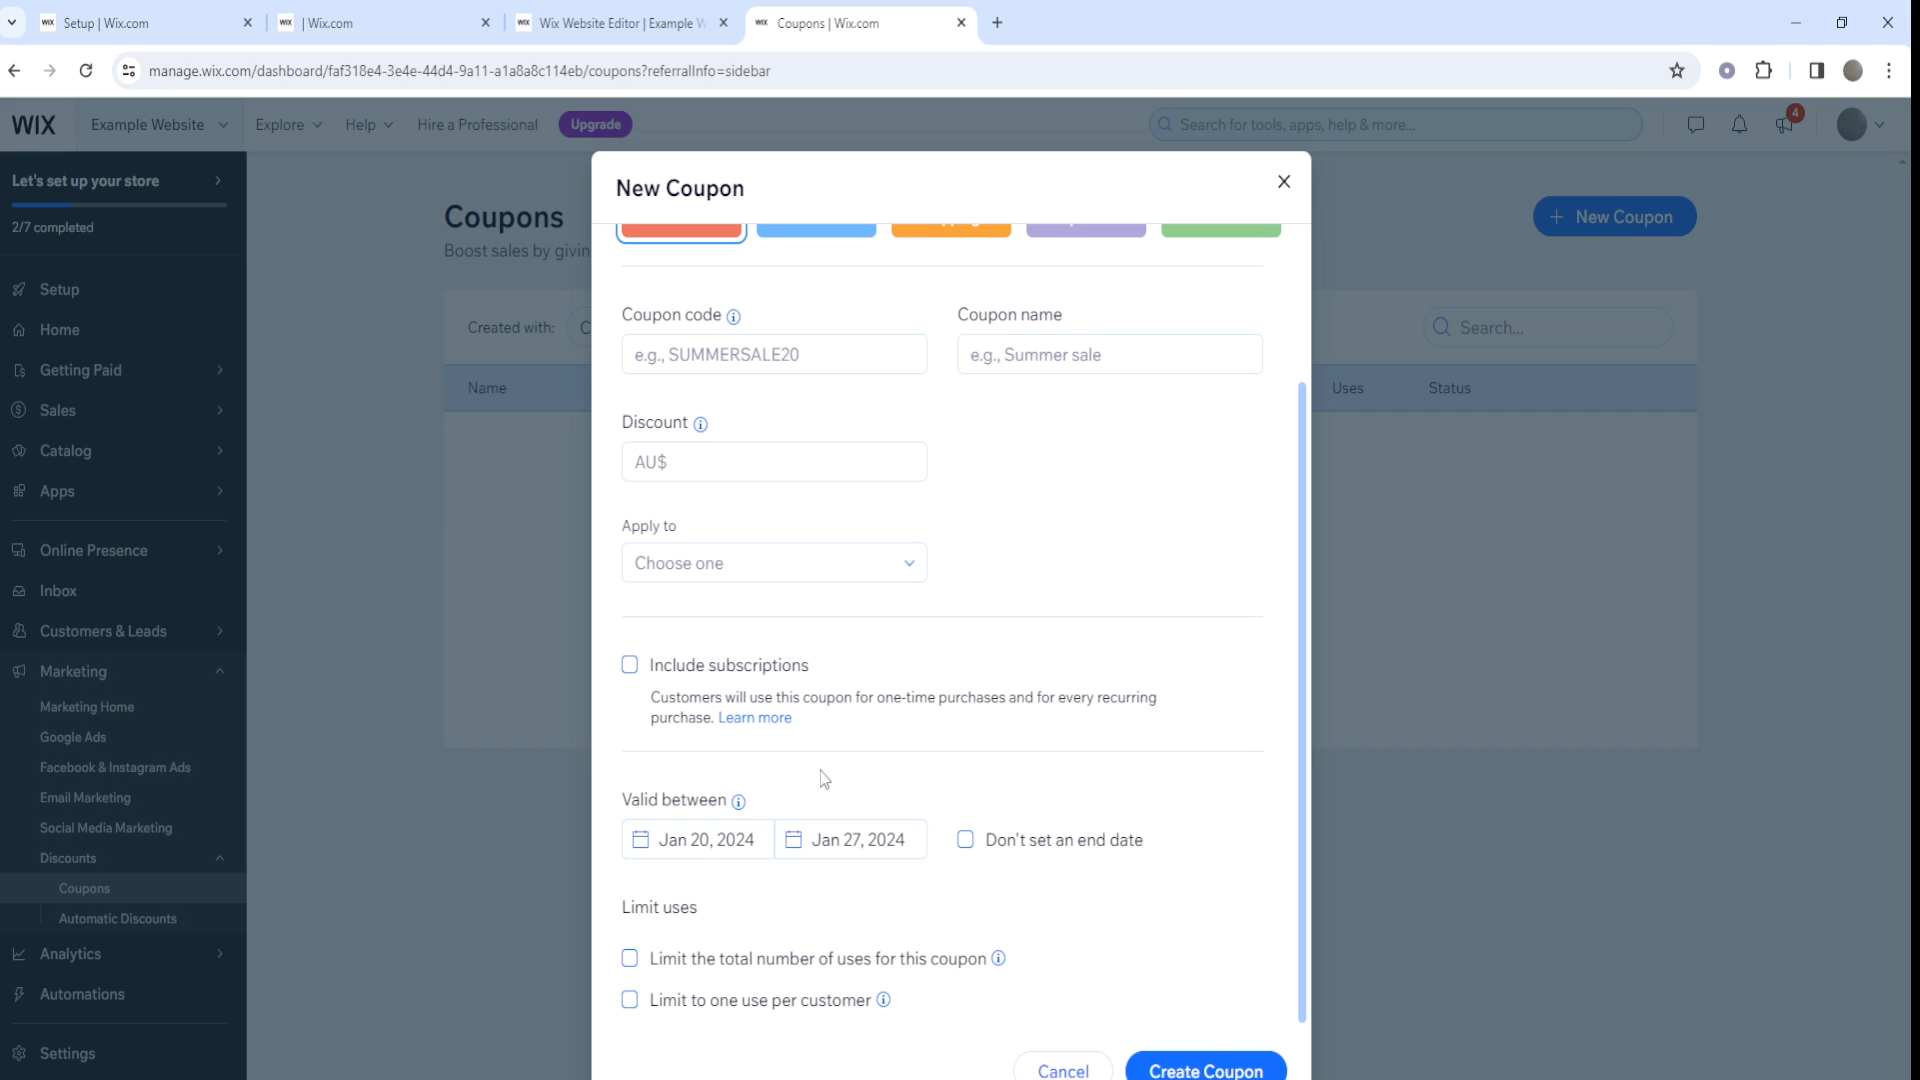 Setup | Wix.com
| Wix.com
Wix Website Editor | Example W
Coupons | Wix.com
manage.wix.com/dashboard/faf318e4-3e4e-44d4-9a11-a1a8a8c114eb/coupons?referralInfo=sidebar
WIX
Example Website
Explore
Help
Hire a Professional
Upgrade
Search for tools, apps, help & more...
4
Let's set up your store
2/7 completed
Setup
Home
Getting Paid
Sales
Catalog
Apps
Online Presence
Inbox
Customers & Leads
Marketing
Marketing Home
Google Ads
Facebook & Instagram Ads
Email Marketing
Social Media Marketing
Discounts
Coupons
Automatic Discounts
Analytics
Automations
Settings
Coupons
Boost sales by givin
+ New Coupon
Created with:
Search...
Name
Uses
Status
New Coupon
Coupon code
Coupon name
e.g., SUMMERSALE20
e.g., Summer sale
Discount
AU$
Apply to
Choose one
Include subscriptions
Customers will use this coupon for one-time purchases and for every recurring
purchase. Learn more
Valid between
Jan 20, 2024
Jan 27, 2024
Don't set an end date
Limit uses
Limit the total number of uses for this coupon
Limit to one use per customer
Cancel
Create Coupon